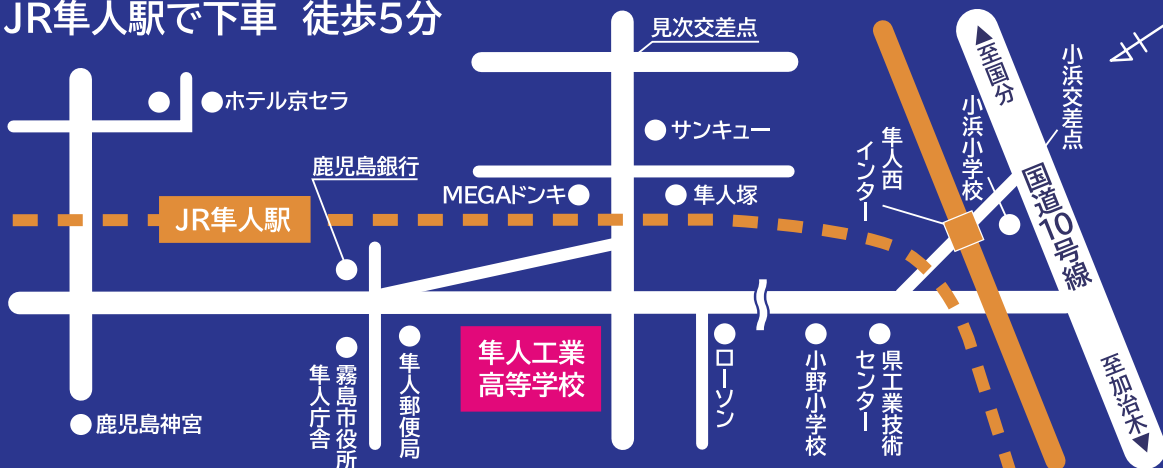 JR隼人駅で下車 徒歩5分
見次交差点
ホテル京セラ
サンキュー
鹿児島銀行
MEGAドンキ
隼人塚
JR隼人駅
隼人西
インター
小浜小学校
小浜交差点
▲至国分
国道10号線
至加治木▼
隼人工業
高等学校
鹿児島神宮
霧島市役所
隼人庁舎
隼人郵便局
ローソン
小野小学校
県工業技術
センター